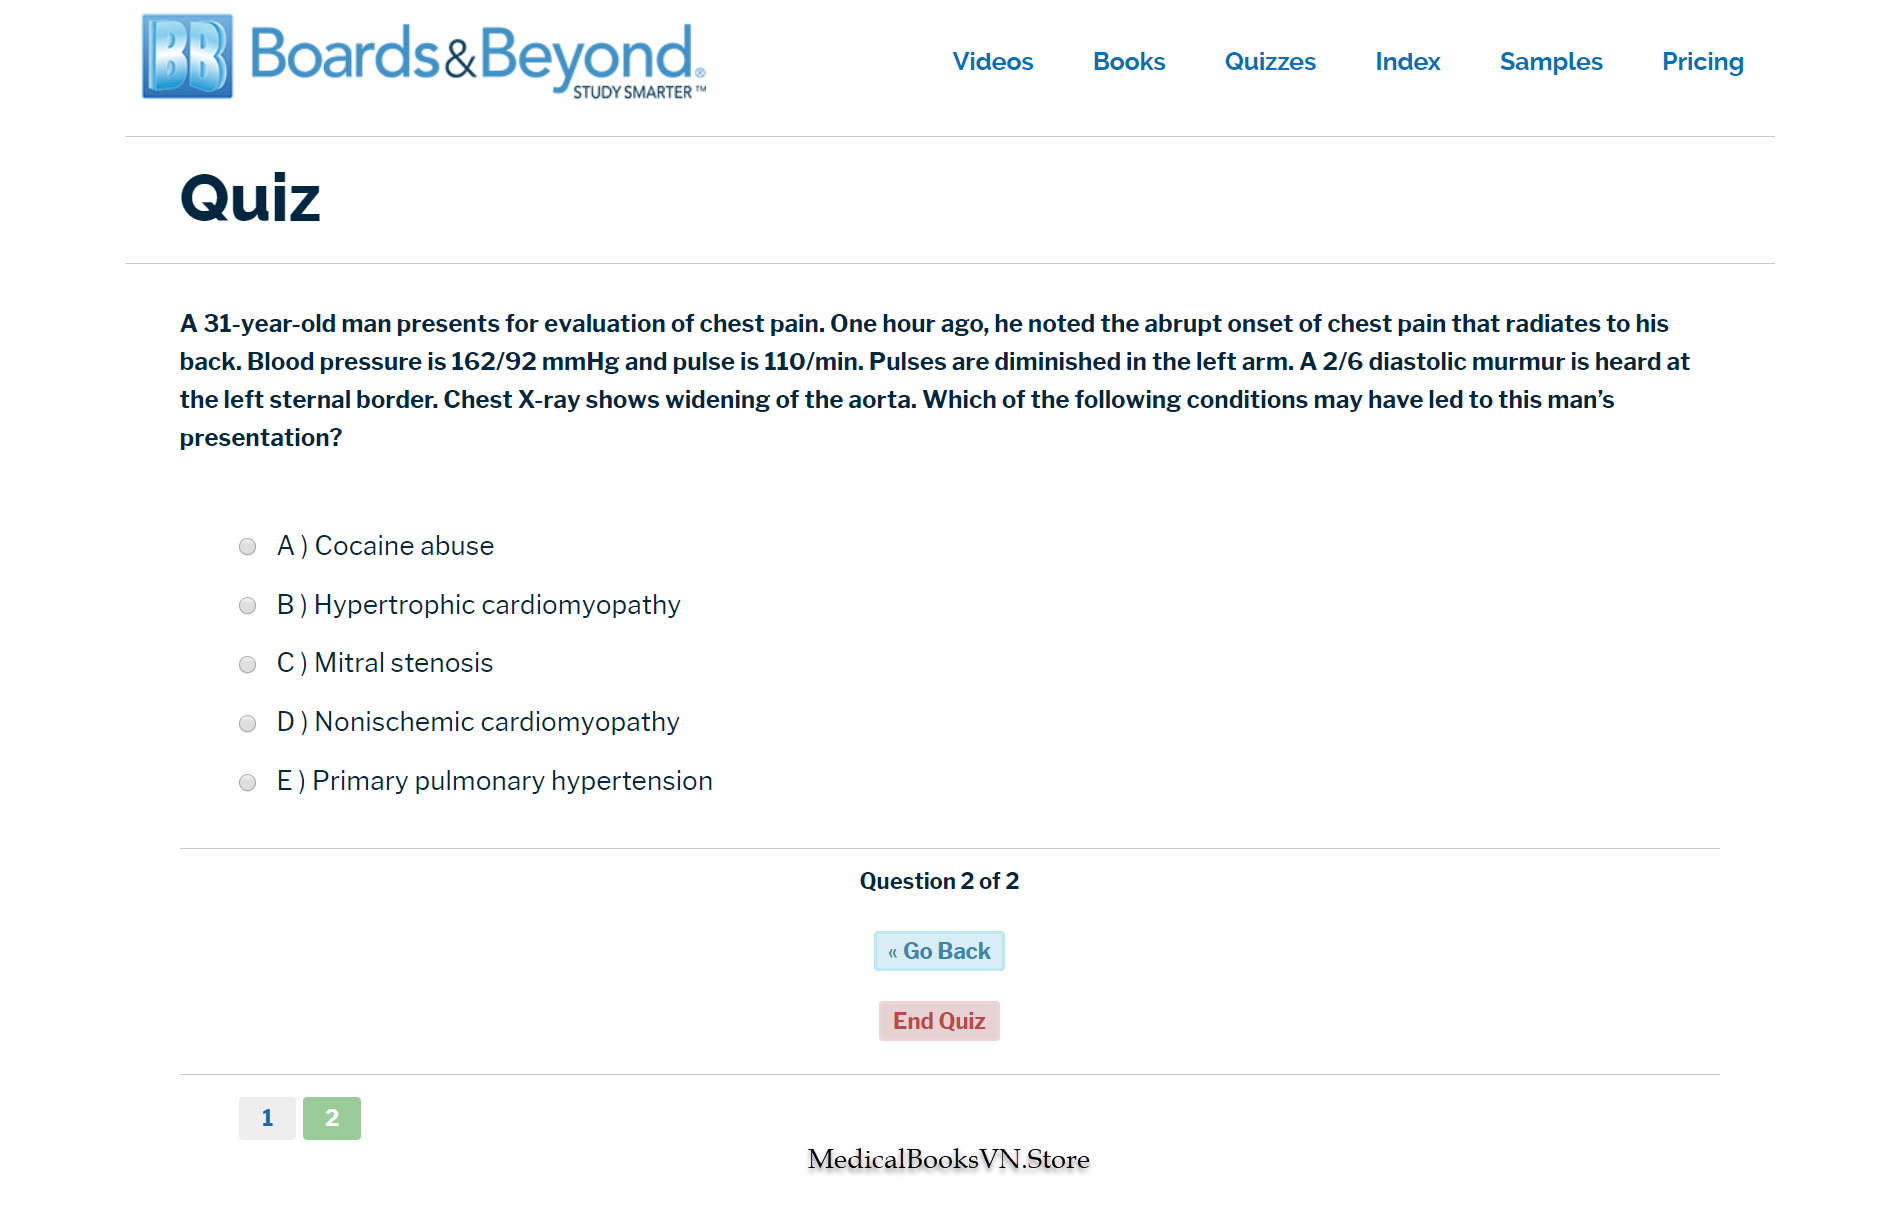 BB Boards&Beyond®
STUDY SMARTER™
Videos Books Quizzes Index Samples Pricing
Quiz
A 31-year-old man presents for evaluation of chest pain. One hour ago, he noted the abrupt onset of chest pain that radiates to his
back. Blood pressure is 162/92 mmHg and pulse is 110/min. Pulses are diminished in the left arm. A 2/6 diastolic murmur is heard at
the left sternal border. Chest X-ray shows widening of the aorta. Which of the following conditions may have led to this man’s
presentation?
A ) Cocaine abuse
B ) Hypertrophic cardiomyopathy
C ) Mitral stenosis
D ) Nonischemic cardiomyopathy
E ) Primary pulmonary hypertension
Question 2 of 2
« Go Back
End Quiz
1 2
MedicalBooksVN.Store